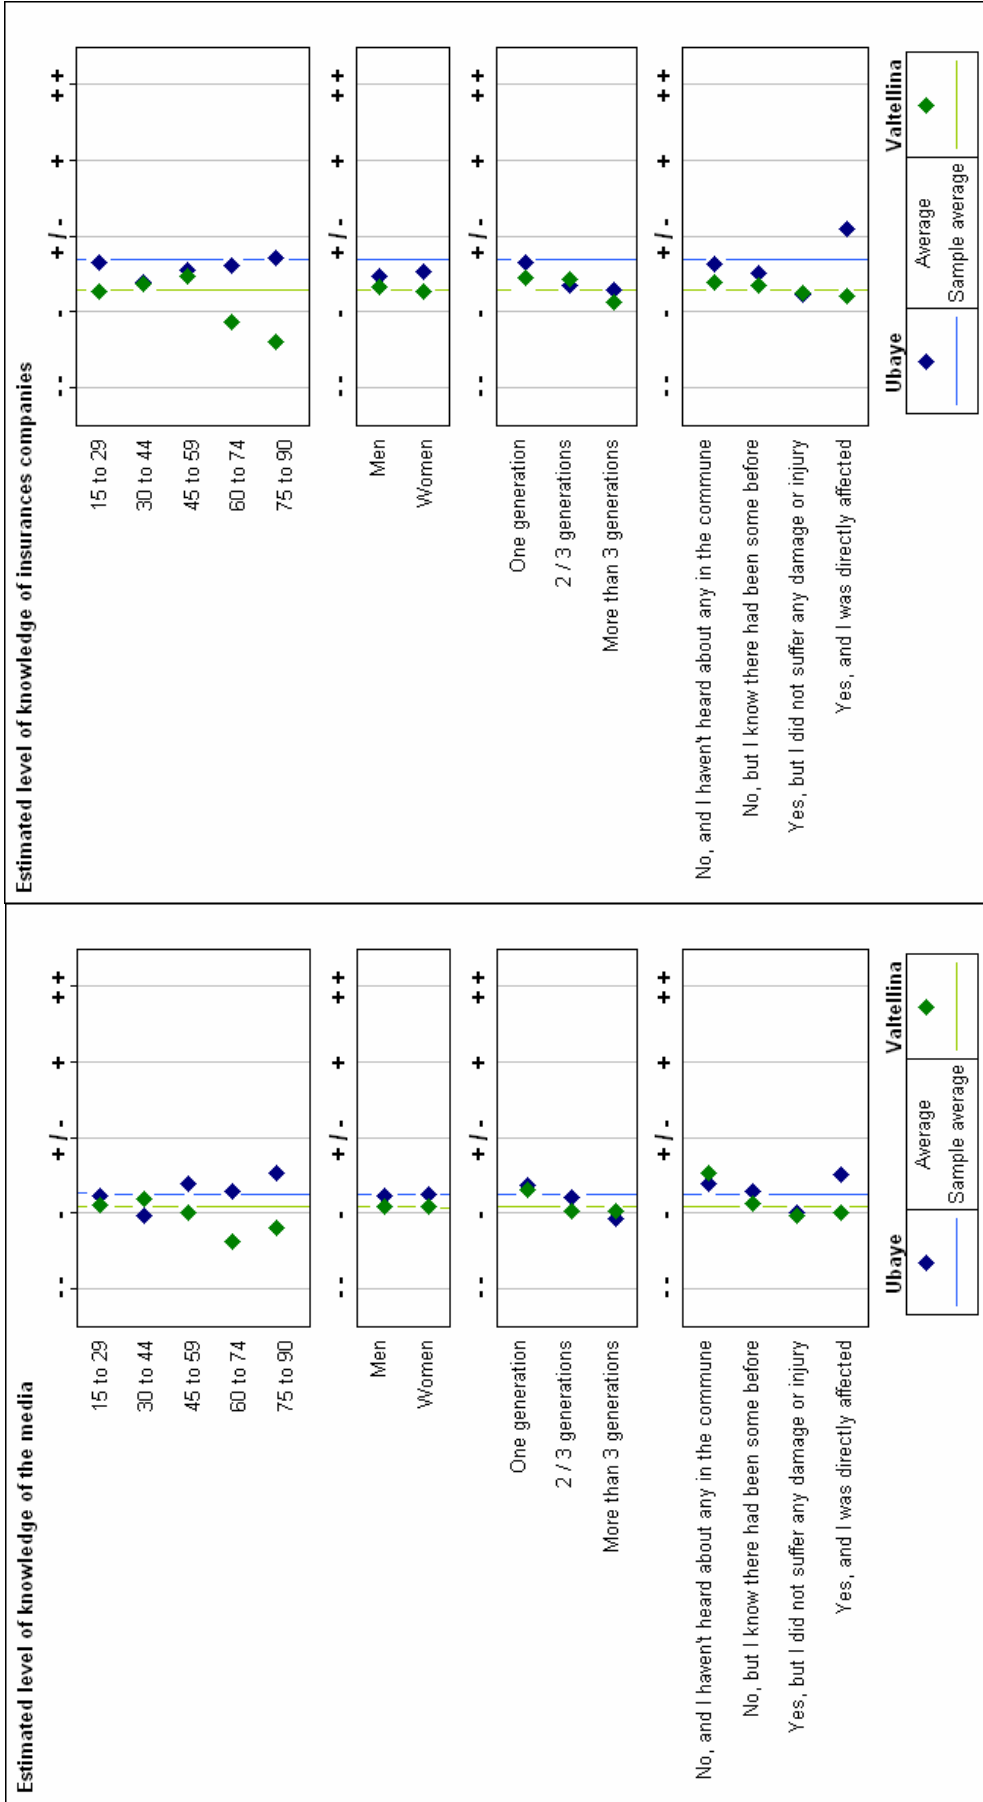 Estimated level of knowledge of the media
- - - + / - + + +
15 to 29
30 to 44
45 to 59
60 to 74
75 to 90
- - - + / - + + +
Men
Women
- - - + / - + + +
One generation
2 / 3 generations
More than 3 generations
- - - + / - + + +
No, and I haven't heard about any in the commune
No, but I know there had been some before
Yes, but I did not suffer any damage or injury
Yes, and I was directly affected
Ubaye Valtellina
Average
Sample average
Estimated level of knowledge of insurances companies
- - - + / - + + +
15 to 29
30 to 44
45 to 59
60 to 74
75 to 90
- - - + / - + + +
Men
Women
- - - + / - + + +
One generation
2 / 3 generations
More than 3 generations
- - - + / - + + +
No, and I haven't heard about any in the commune
No, but I know there had been some before
Yes, but I did not suffer any damage or injury
Yes, and I was directly affected
Ubaye Valtellina
Average
Sample average